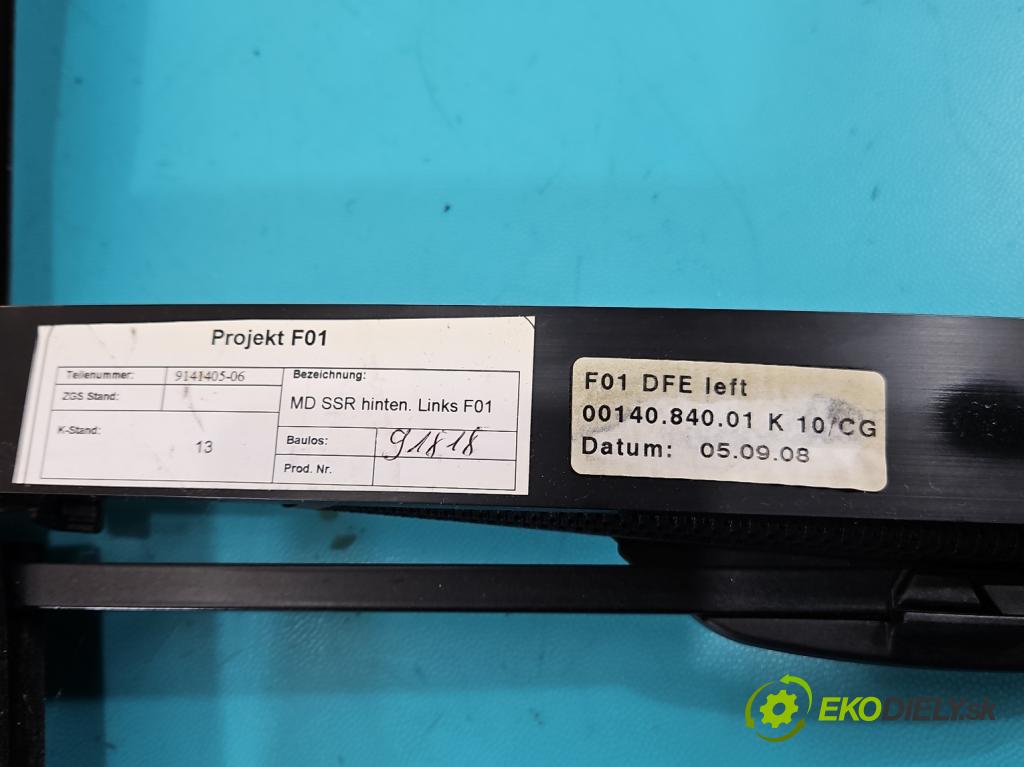 Projekt F01
Teilenummer: 9141405-06
Bezeichnung:
ZGS Stand:
MD SSR hinten. Links F01
K-Stand:
13
Baulos: 91818
Prod. Nr.
F01 DFE left
00140.840.01 K 10/CG
Datum: 05.09.08
EKODIELY.sk